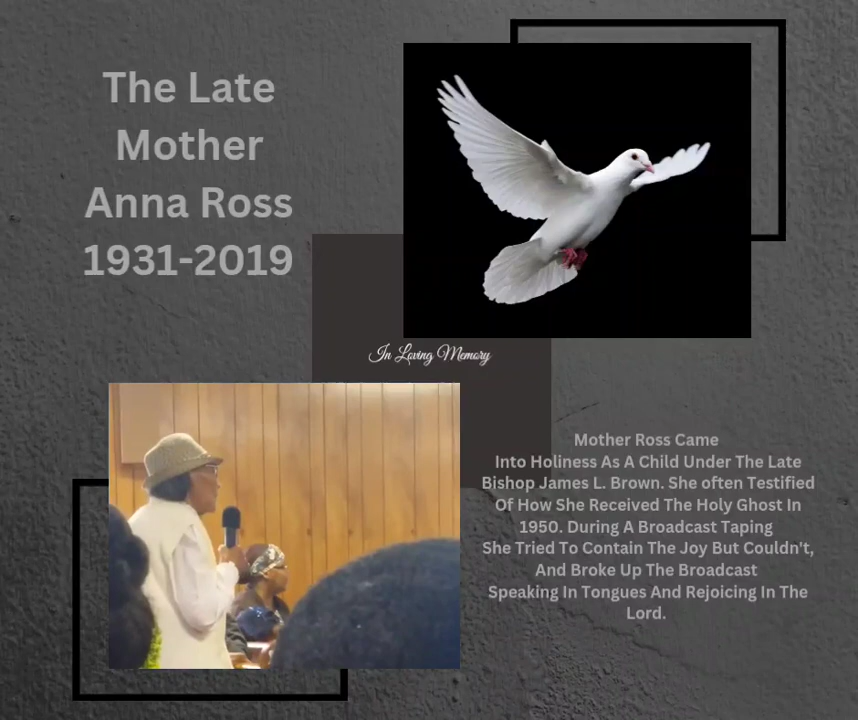 The Late
Mother
Anna Ross
1931-2019
In Loving Memory
Mother Ross Came
Into Holiness As A Child Under The Late
Bishop James L. Brown. She often Testified
Of How She Received The Holy Ghost In
1950. During A Broadcast Taping
She Tried To Contain The Joy But Couldn't,
And Broke Up The Broadcast
Speaking In Tongues And Rejoicing In The
Lord.